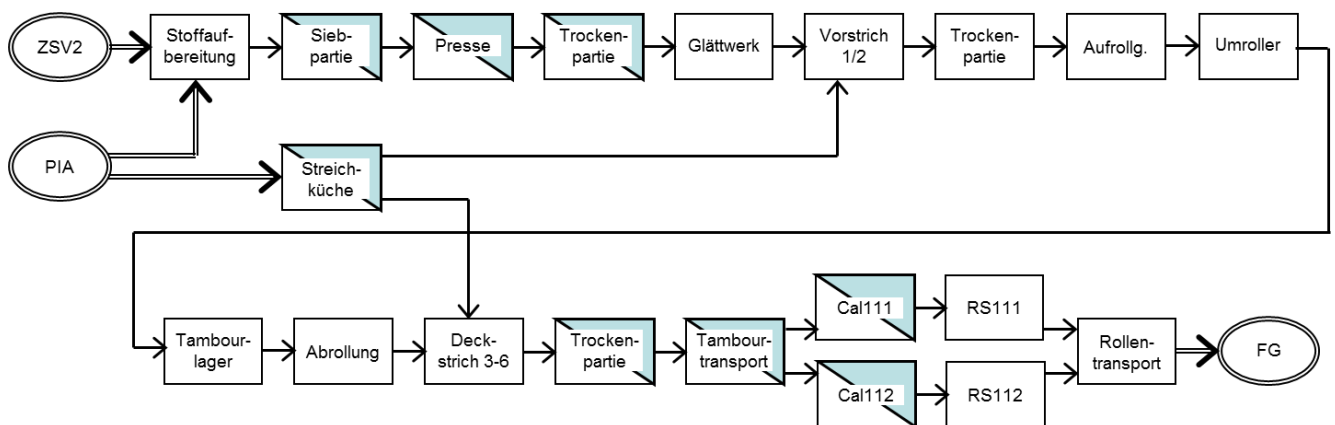 ZSV2
Stoffauf-
bereitung
Sieb-
partie
Presse
Trocken-
partie
Glättwerk
Vorstrich
1/2
Trocken-
partie
Aufrollg.
Umroller
PIA
Streich-
küche
Tambour-
lager
Abrollung
Deck-
strich 3-6
Trocken-
partie
Tambour-
transport
Cal111
RS111
Cal112
RS112
Rollen-
transport
FG